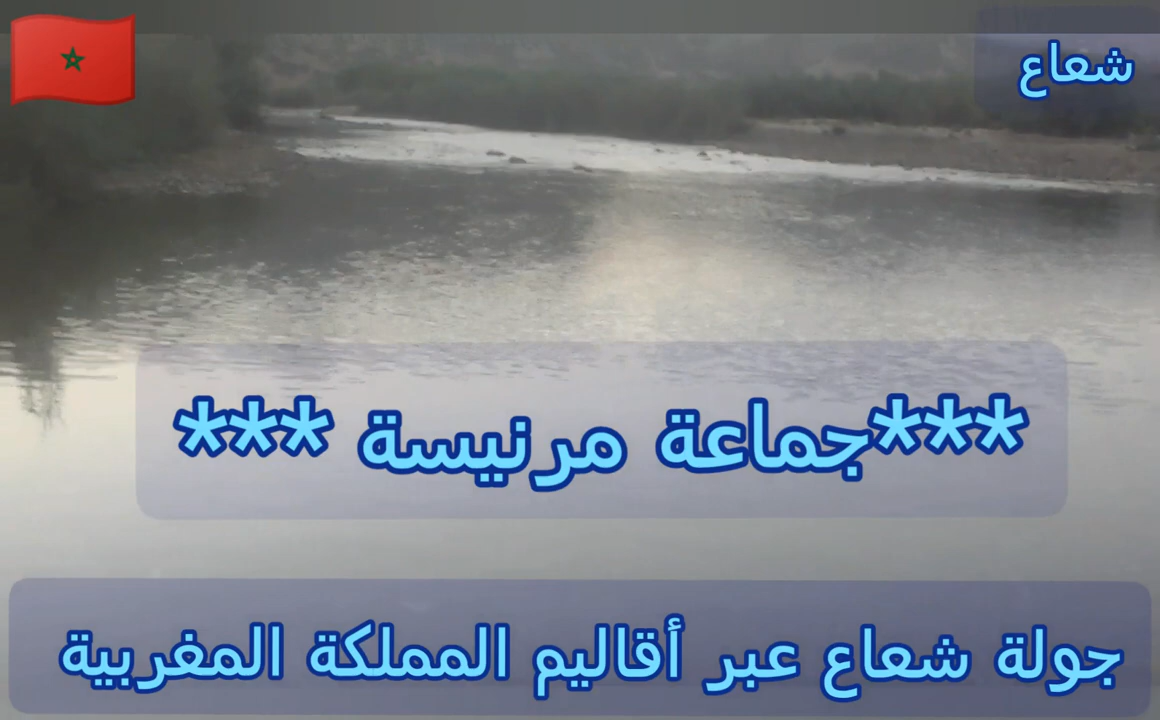 شعاع
***جماعة مرنيسة ***
جولة شعاع عبر أقاليم المملكة المغربية